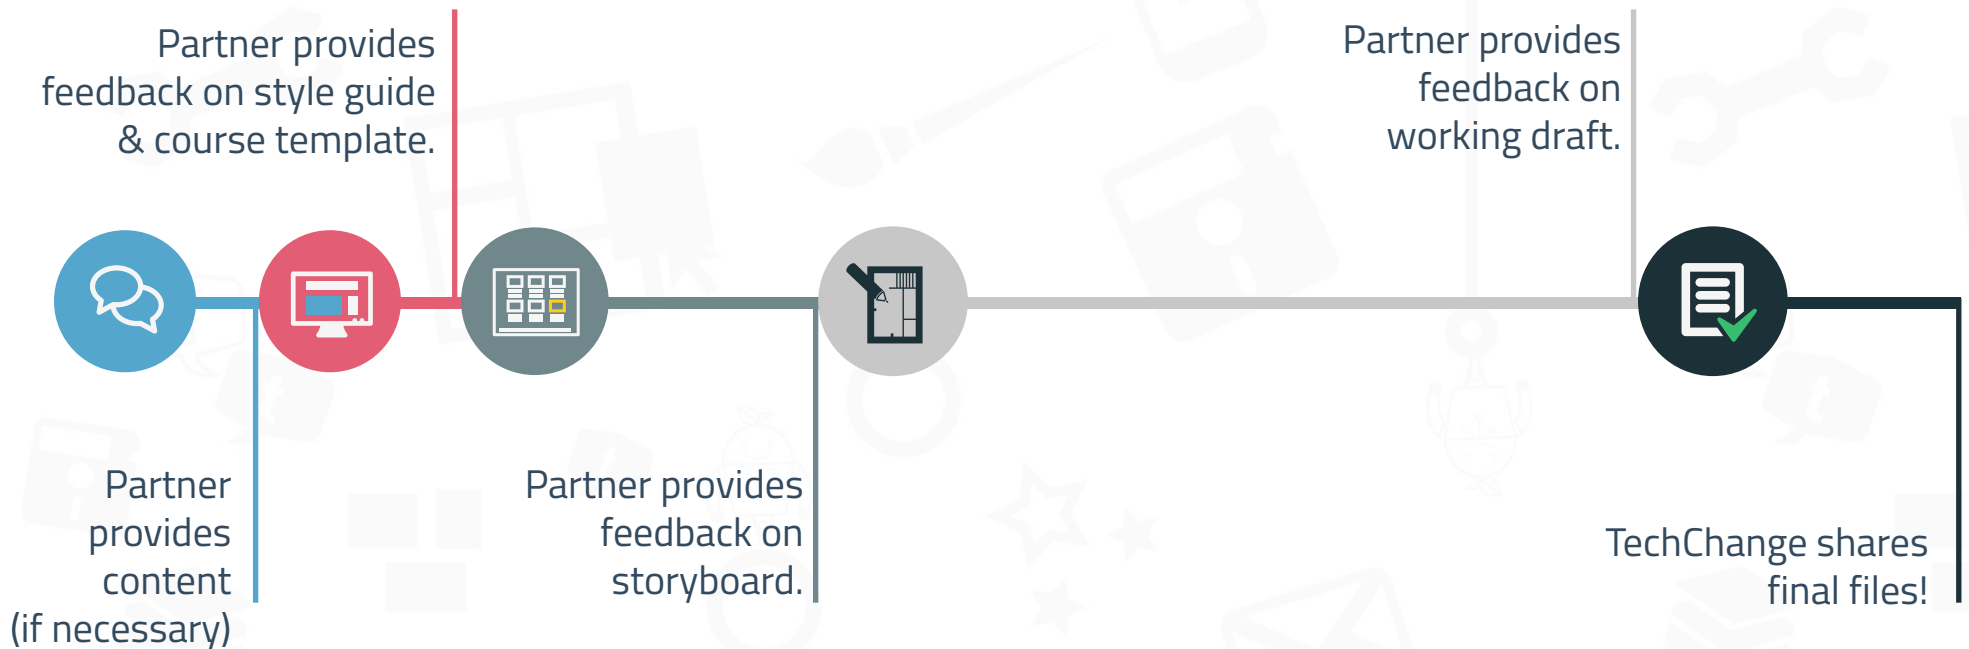 Partner provides
feedback on style guide
& course template.
Partner provides
feedback on
working draft.
Partner
provides
content
(if necessary)
Partner provides
feedback on
storyboard.
TechChange shares
final files!